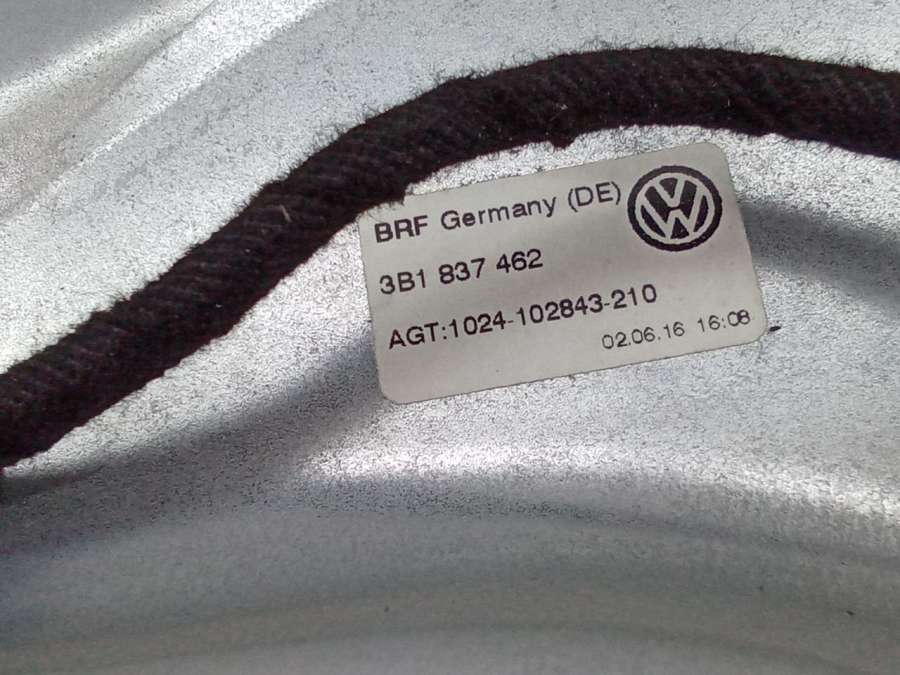 BRF Germany (DE)
3B1 837 462
AGT:1024-102843-210
02.06.16 16:08